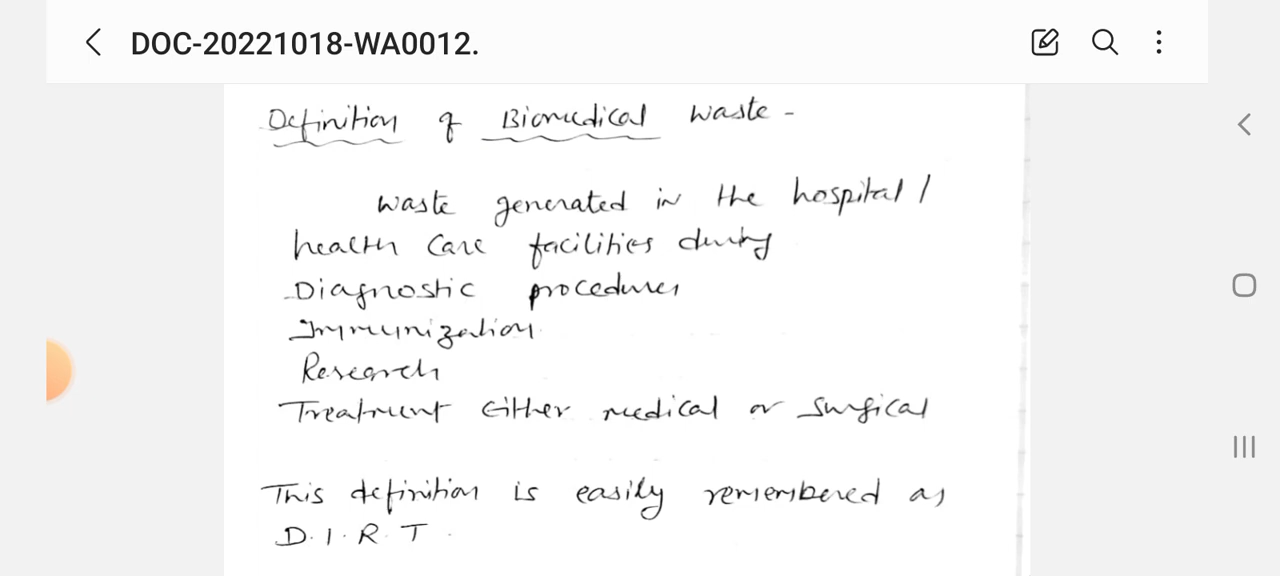 DOC-20221018-WA0012.
Definition of Biomedical waste -
waste generated in the hospital /
health care facilities during
Diagnostic procedures
Immunization
Research
Treatment either medical or surgical
This definition is easily remembered as
D.I.R.T.